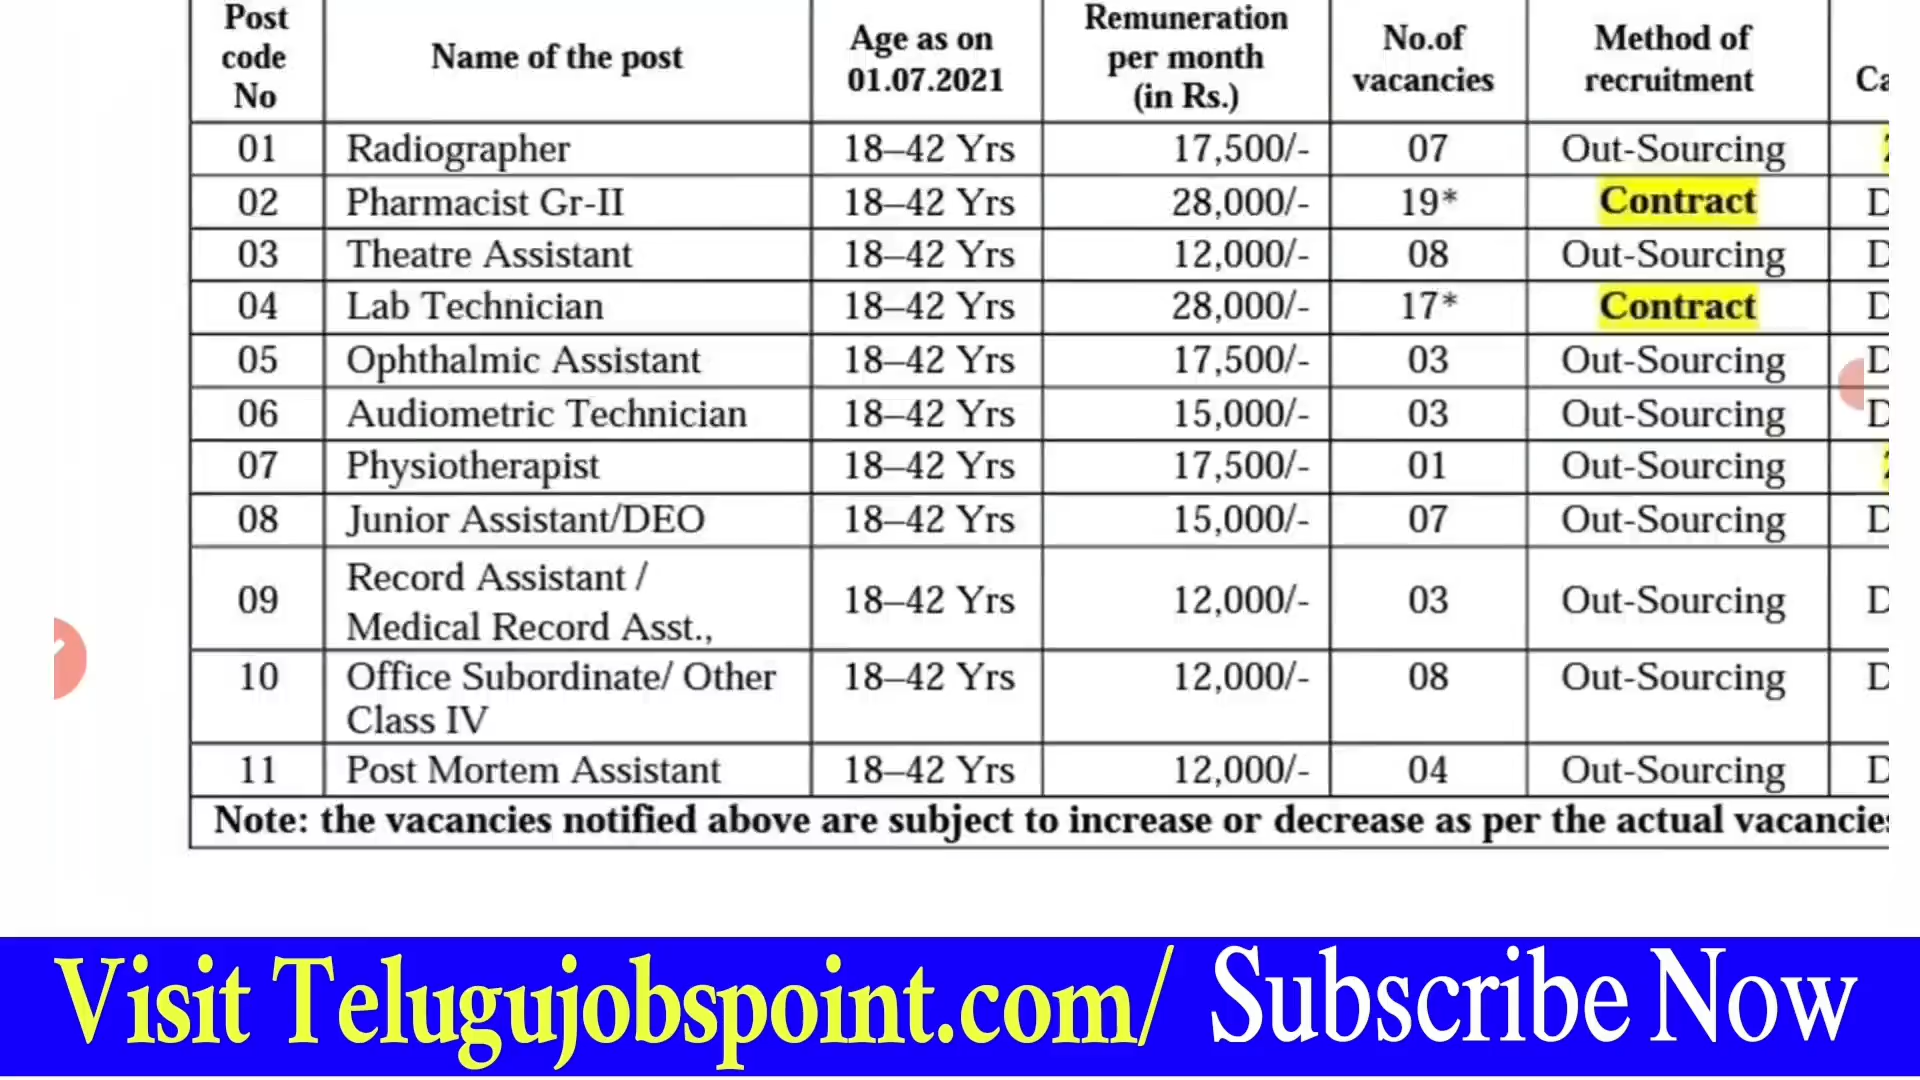 Post code No | Name of the post | Age as on 01.07.2021 | Remuneration per month (in Rs.) | No.of vacancies | Method of recruitment
01 Radiographer 18–42 Yrs 17,500/- 07 Out-Sourcing
02 Pharmacist Gr-II 18–42 Yrs 28,000/- 19* Contract
03 Theatre Assistant 18–42 Yrs 12,000/- 08 Out-Sourcing
04 Lab Technician 18–42 Yrs 28,000/- 17* Contract
05 Ophthalmic Assistant 18–42 Yrs 17,500/- 03 Out-Sourcing
06 Audiometric Technician 18–42 Yrs 15,000/- 03 Out-Sourcing
07 Physiotherapist 18–42 Yrs 17,500/- 01 Out-Sourcing
08 Junior Assistant/DEO 18–42 Yrs 15,000/- 07 Out-Sourcing
09 Record Assistant / Medical Record Asst., 18–42 Yrs 12,000/- 03 Out-Sourcing
10 Office Subordinate/ Other Class IV 18–42 Yrs 12,000/- 08 Out-Sourcing
11 Post Mortem Assistant 18–42 Yrs 12,000/- 04 Out-Sourcing
Note: the vacancies notified above are subject to increase or decrease as per the actual
Visit Telugujobspoint.com/ Subscribe Now